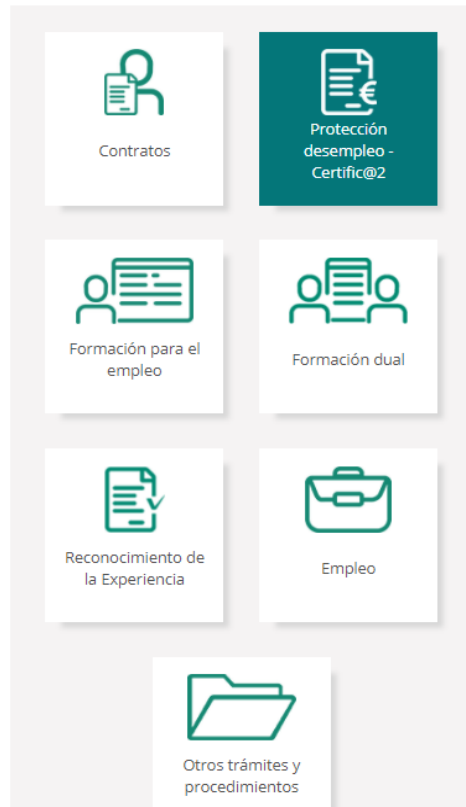 Contratos
Protección
desempleo -
Certific@2
Formación para el
empleo
Formación dual
Reconocimiento de
la Experiencia
Empleo
Otros trámites y
procedimientos